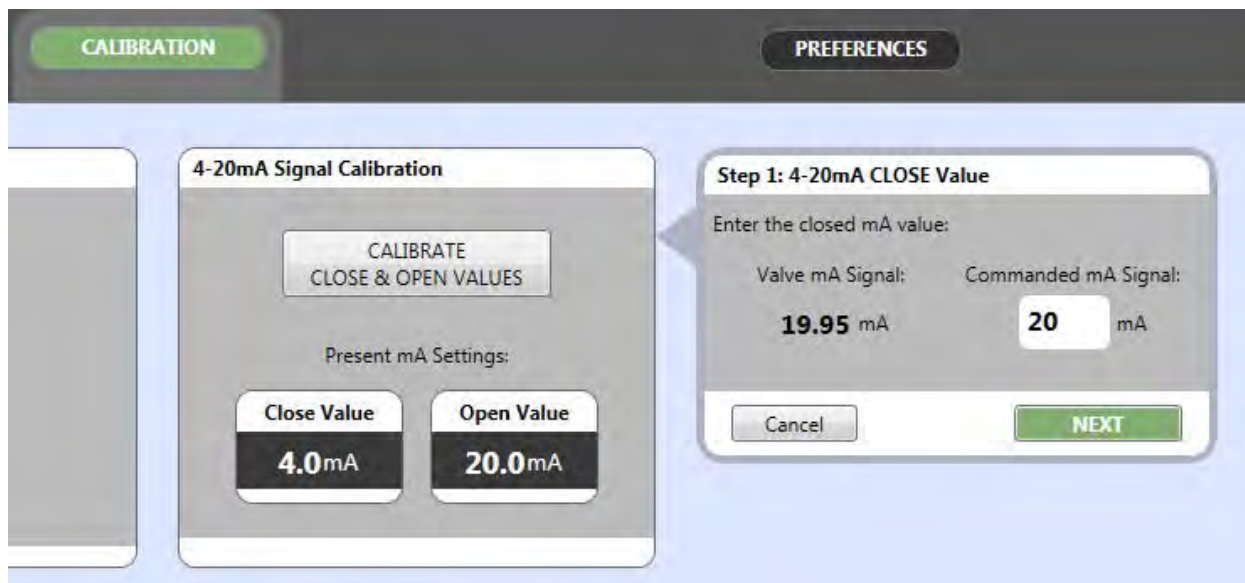 CALIBRATION
PREFERENCES
4-20mA Signal Calibration
CALIBRATE
CLOSE & OPEN VALUES
Present mA Settings:
Close Value
Open Value
4.0mA
20.0mA
Step 1: 4-20mA CLOSE Value
Enter the closed mA value:
Valve mA Signal:
Commanded mA Signal:
19.95 mA
20 mA
Cancel
NEXT